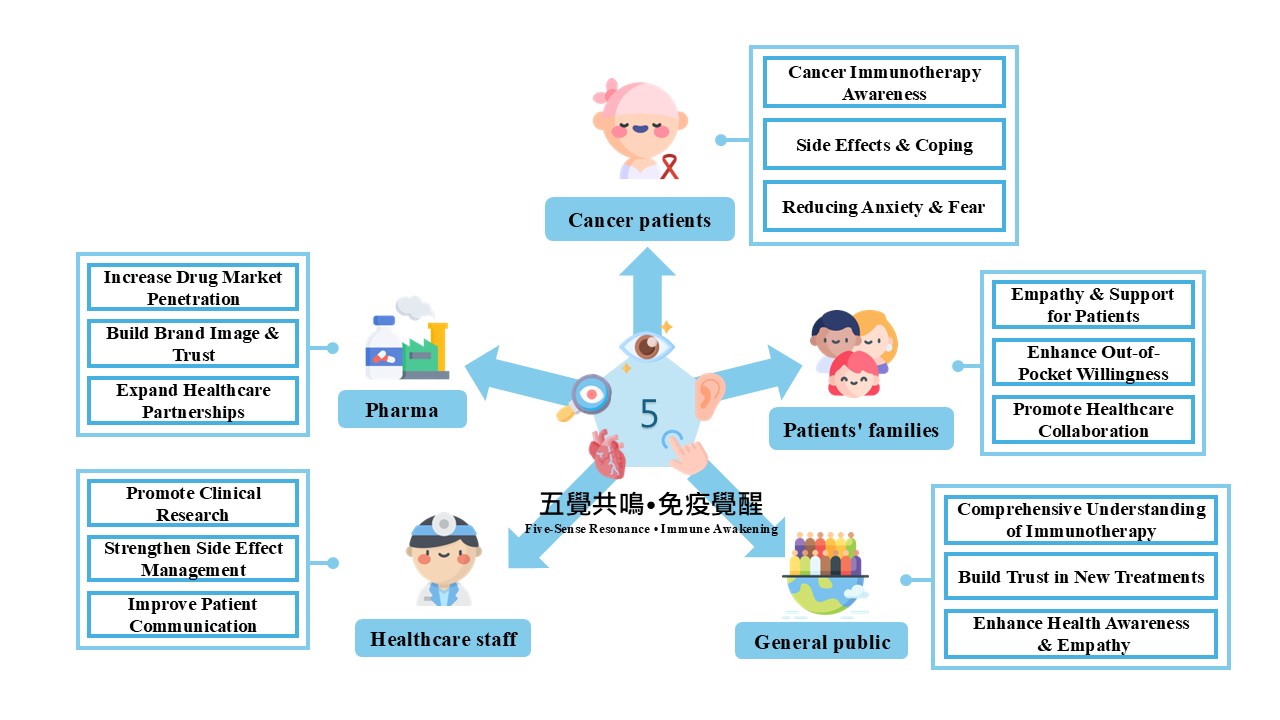 Cancer Immunotherapy
Awareness
Side Effects & Coping
Reducing Anxiety & Fear
Cancer patients
Increase Drug Market
Penetration
Build Brand Image &
Trust
Expand Healthcare
Partnerships
Pharma
Empathy & Support
for Patients
Enhance Out-of-
Pocket Willingness
Promote Healthcare
Collaboration
Patients' families
5
五覺共鳴•免疫覺醒
Five-Sense Resonance • Immune Awakening
Promote Clinical
Research
Strengthen Side Effect
Management
Improve Patient
Communication
Healthcare staff
Comprehensive Understanding
of Immunotherapy
Build Trust in New Treatments
Enhance Health Awareness
& Empathy
General public